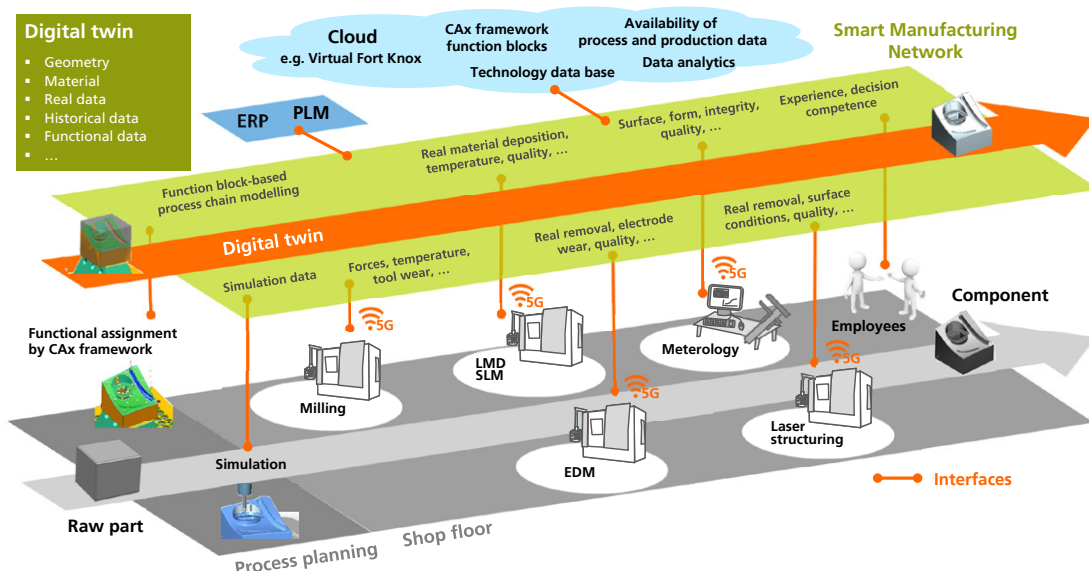 Digital twin
Geometry
Material
Real data
Historical data
Functional data
…
Cloud
e.g. Virtual Fort Knox
CAx framework
function blocks
Availability of
process and production data
Technology data base
Data analytics
Smart Manufacturing
Network
ERP
PLM
Function block-based
process chain modelling
Real material deposition,
temperature, quality, …
Surface, form, integrity,
quality, …
Experience, decision
competence
Digital twin
Simulation data
Forces, temperature,
tool wear, …
Real removal, electrode
wear, quality, …
Real removal, surface
conditions, quality, …
Functional assignment
by CAx framework
5G
Milling
5G
LMD
SLM
5G
EDM
5G
Meterology
5G
Laser
structuring
Employees
Component
Simulation
Raw part
Process planning
Shop floor
Interfaces